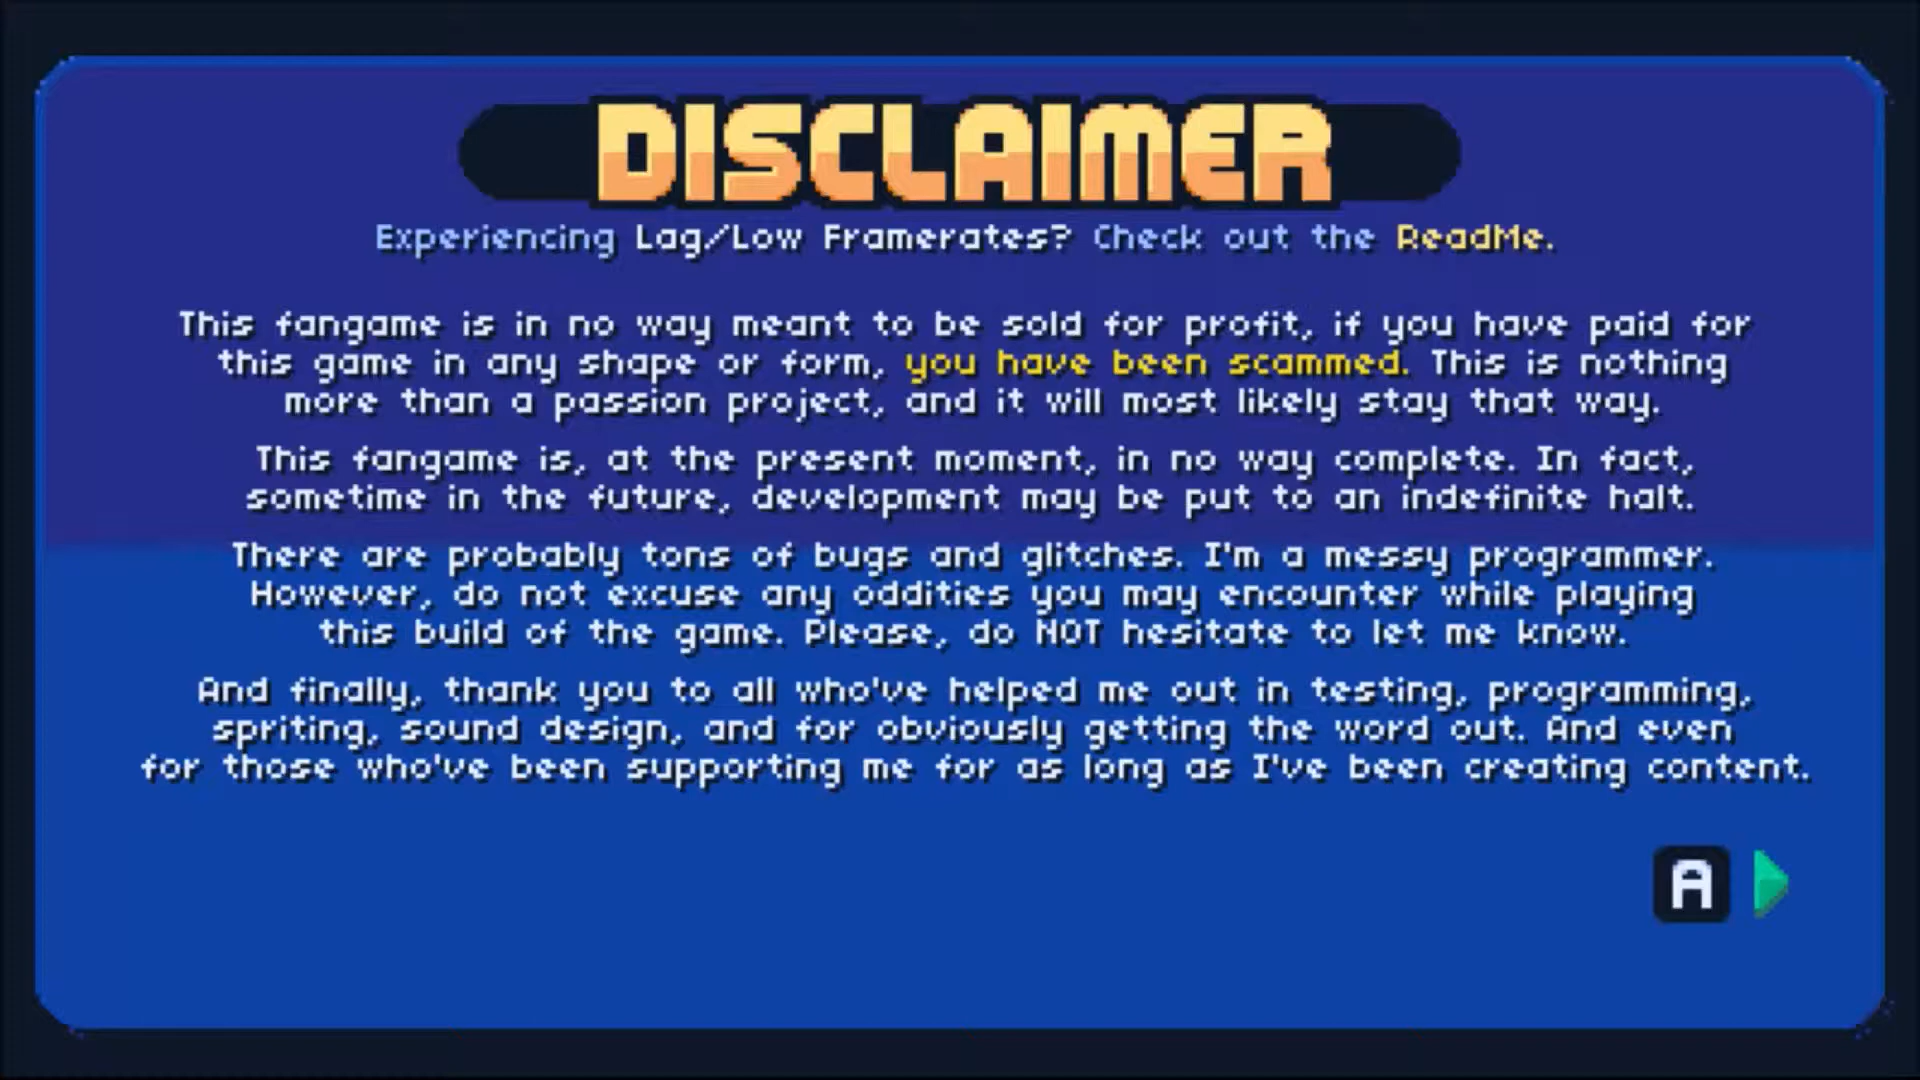 DISCLAIMER
Experiencing Lag/Low Framerates? Check out the ReadMe.
This fangame is in no way meant to be sold for profit, if you have paid for
this game in any shape or form, you have been scammed. This is nothing
more than a passion project, and it will most likely stay that way.
This fangame is, at the present moment, in no way complete. In fact,
sometime in the future, development may be put to an indefinite halt.
There are probably tons of bugs and glitches. I'm a messy programmer.
However, do not excuse any oddities you may encounter while playing
this build of the game. Please, do NOT hesitate to let me know.
And finally, thank you to all who've helped me out in testing, programming,
spriting, sound design, and for obviously getting the word out. And even
for those who've been supporting me for as long as I've been creating content.
A